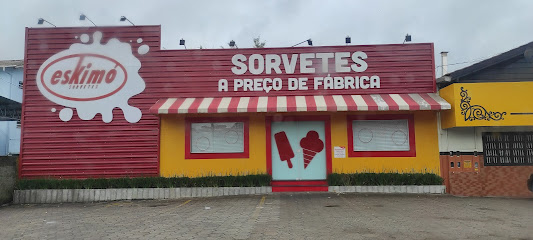 eskimó
SORVETES
SORVETES
A PREÇO DE FÁBRICA